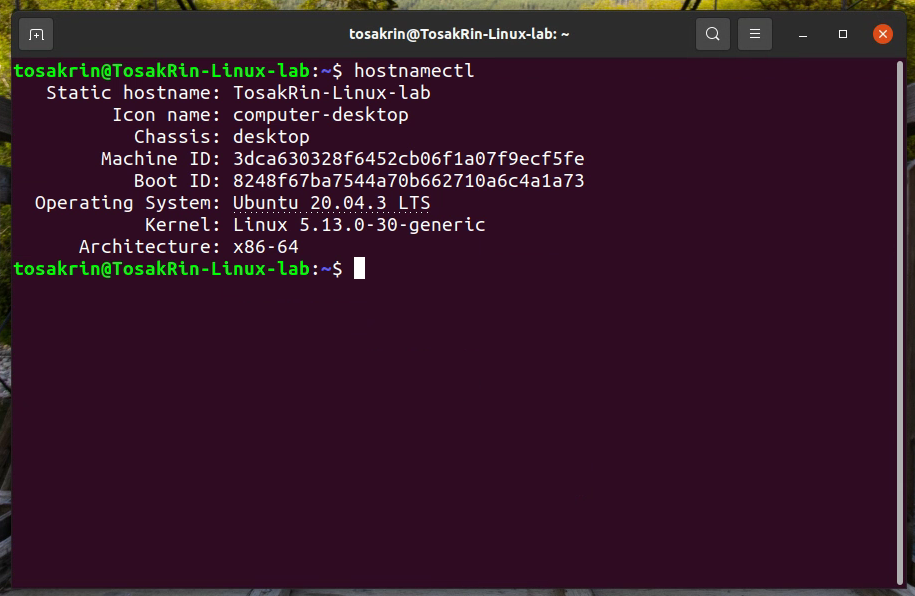 tosakrin@TosakRin-Linux-lab: ~
tosakrin@TosakRin-Linux-lab:~$ hostnamectl
Static hostname: TosakRin-Linux-lab
Icon name: computer-desktop
Chassis: desktop
Machine ID: 3dca630328f6452cb06f1a07f9ecf5fe
Boot ID: 8248f67ba7544a70b662710a6c4a1a73
Operating System: Ubuntu 20.04.3 LTS
Kernel: Linux 5.13.0-30-generic
Architecture: x86-64
tosakrin@TosakRin-Linux-lab:~$